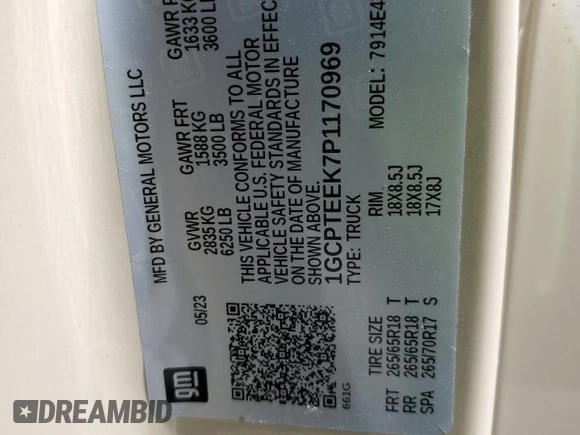 MFD BY GENERAL MOTORS LLC
05/23
GVWR
2835 KG
6250 LB
GAWR FRT
1588 KG
3500 LB
GAWR
1633 KG
3600 LB
THIS VEHICLE CONFORMS TO ALL
APPLICABLE U.S. FEDERAL MOTOR
VEHICLE SAFETY STANDARDS IN EFFECT
ON THE DATE OF MANUFACTURE
SHOWN ABOVE.
1GCPTEEK7P1170969
TYPE: TRUCK
MODEL: 7914E4
gm
661G
TIRE SIZE RIM
FRT 265/65R18 T 18X8.5J
RR 265/65R18 T 18X8.5J
SPA 265/70R17 S 17X8J
DREAMBID